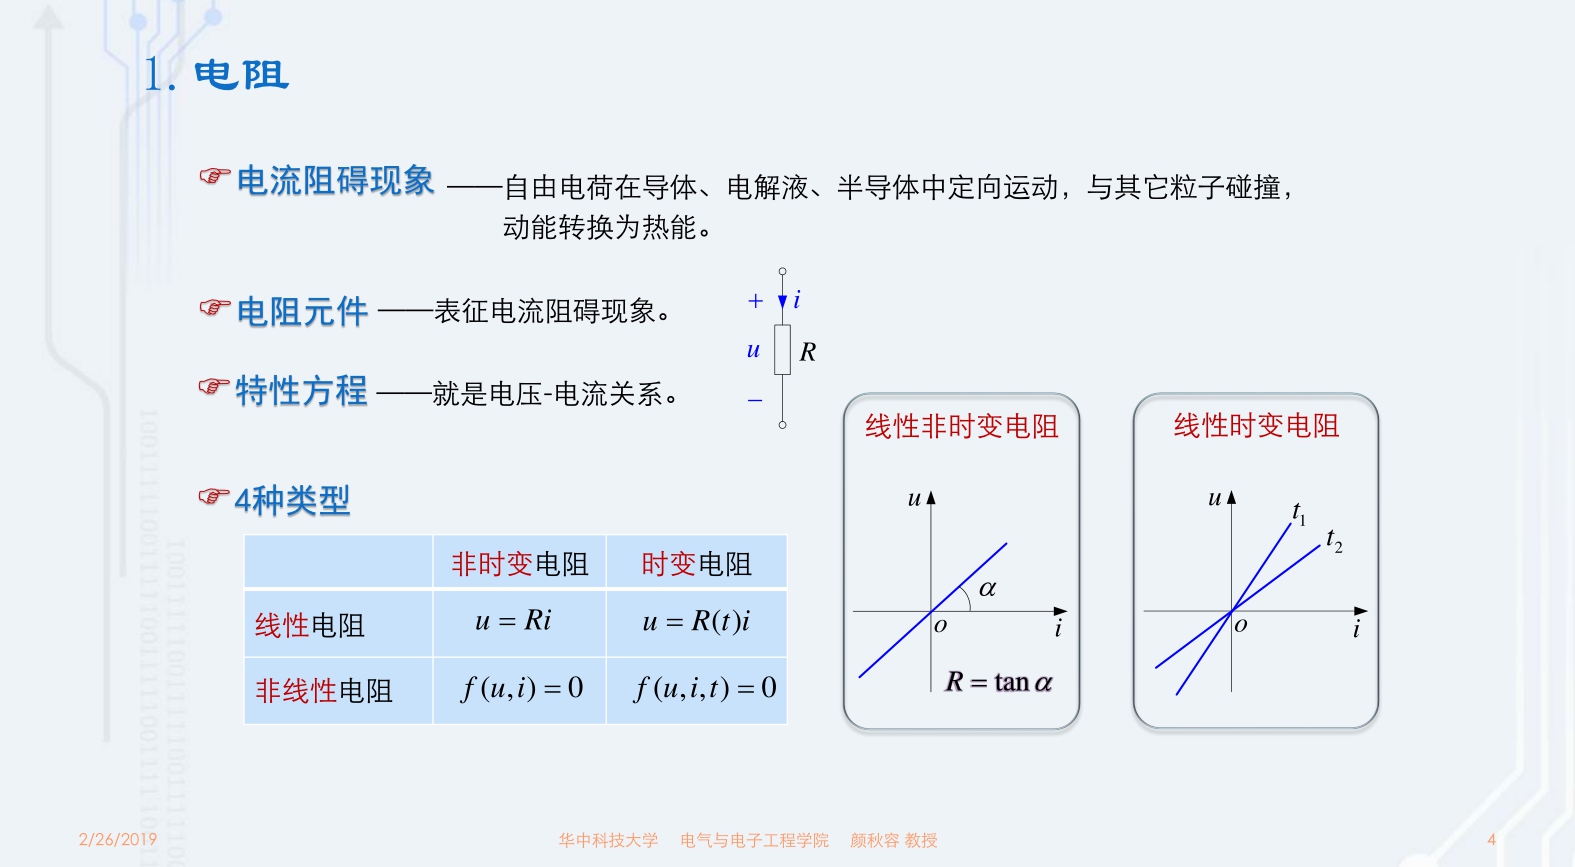 1. 电阻
电流阻碍现象 ——自由电荷在导体、电解液、半导体中定向运动，与其它粒子碰撞，
动能转换为热能。
电阻元件 ——表征电流阻碍现象。
+ i
u R
−
特性方程 ——就是电压-电流关系。
4种类型
非时变电阻 时变电阻
线性电阻 u = Ri u = R(t)i
非线性电阻 f(u,i) = 0 f(u,i,t) = 0
线性非时变电阻
u
α
o i
R = tan α
线性时变电阻
u t₁
t₂
o i
2/26/2019 华中科技大学 电气与电子工程学院 颜秋容 教授 4